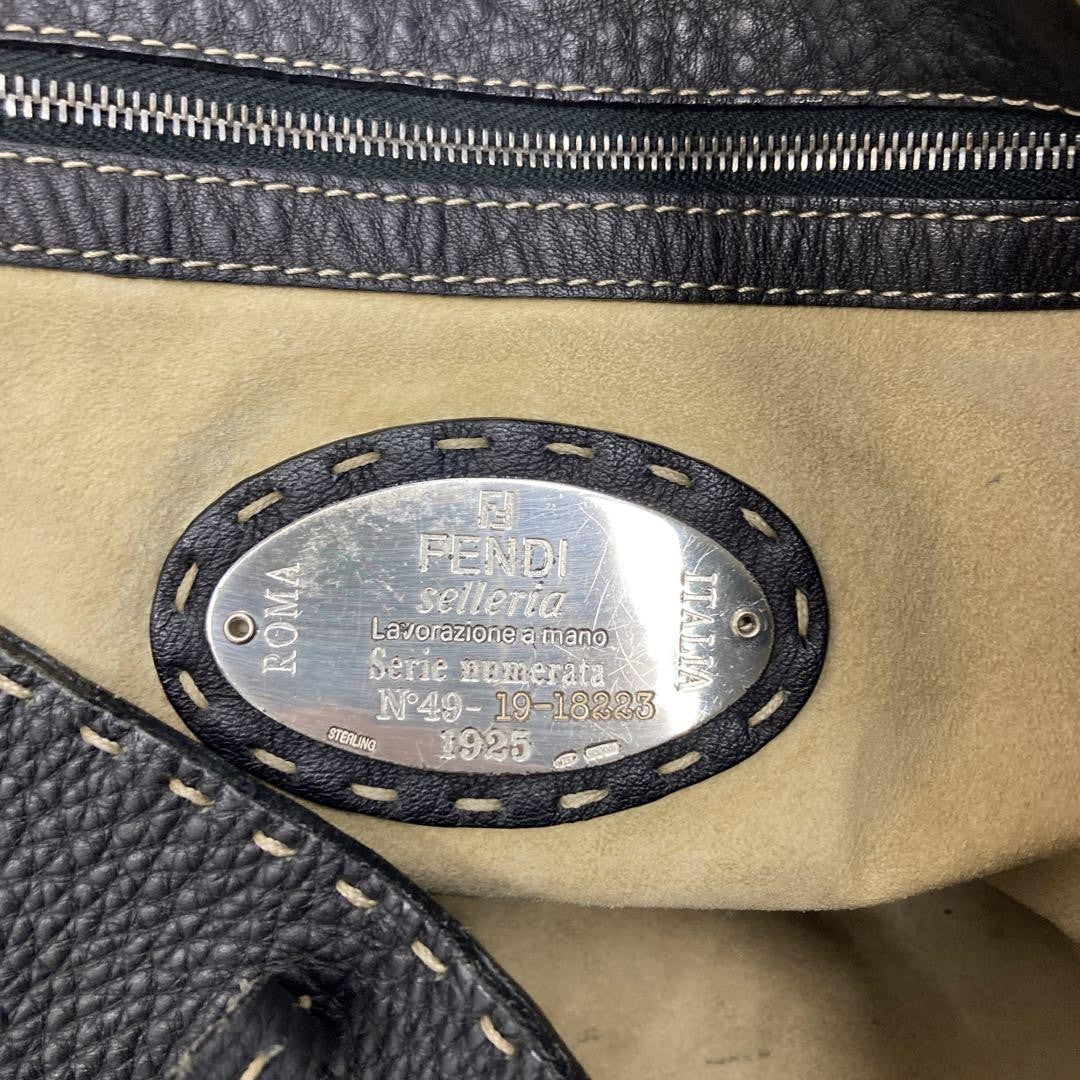 FENDI
selleria
Lavorazione a mano
Serie numerata
N°49- 19-18223
1925
ROMA
ITALIA
STERLING